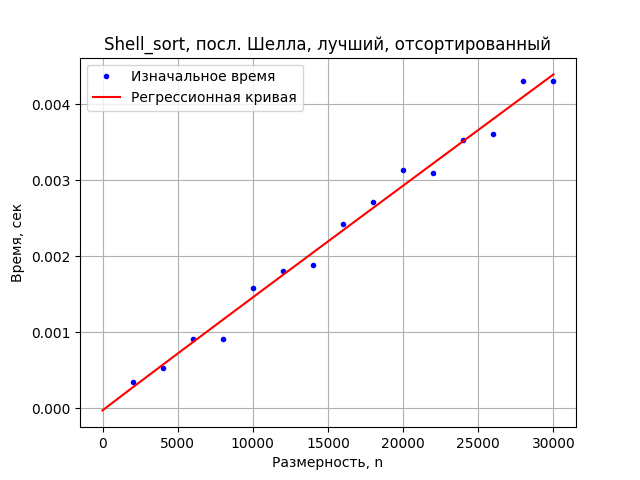 Shell_sort, посл. Шелла, лучший, отсортированный
Изначальное время
Регрессионная кривая
0.004
0.003
0.002
0.001
0.000
Время, сек
0 5000 10000 15000 20000 25000 30000
Размерность, n